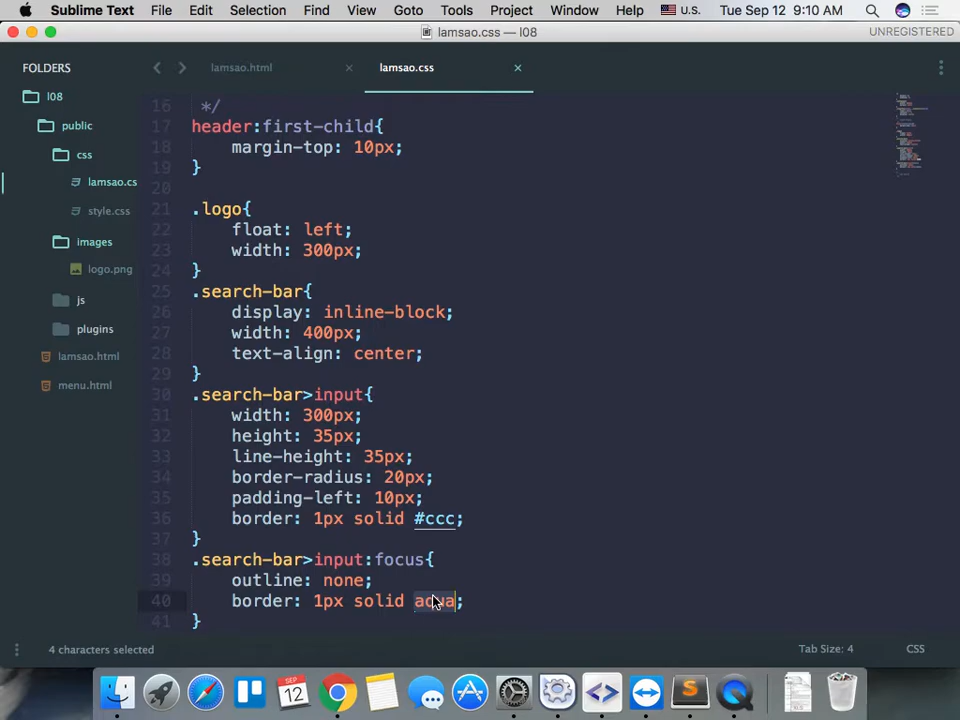 Sublime Text File Edit Selection Find View Goto Tools Project Window Help U.S. Tue Sep 12 9:10 AM
lamsao.css — l08 UNREGISTERED
FOLDERS
l08
public
css
lamsao.cs
style.css
images
logo.png
js
plugins
lamsao.html
menu.html
lamsao.html × lamsao.css ×
16 */
17 header:first-child{
18 margin-top: 10px;
19 }
20
21 .logo{
22 float: left;
23 width: 300px;
24 }
25 .search-bar{
26 display: inline-block;
27 width: 400px;
28 text-align: center;
29 }
30 .search-bar>input{
31 width: 300px;
32 height: 35px;
33 line-height: 35px;
34 border-radius: 20px;
35 padding-left: 10px;
36 border: 1px solid #ccc;
37 }
38 .search-bar>input:focus{
39 outline: none;
40 border: 1px solid aqua;
41 }
4 characters selected Tab Size: 4 CSS
SEP
12